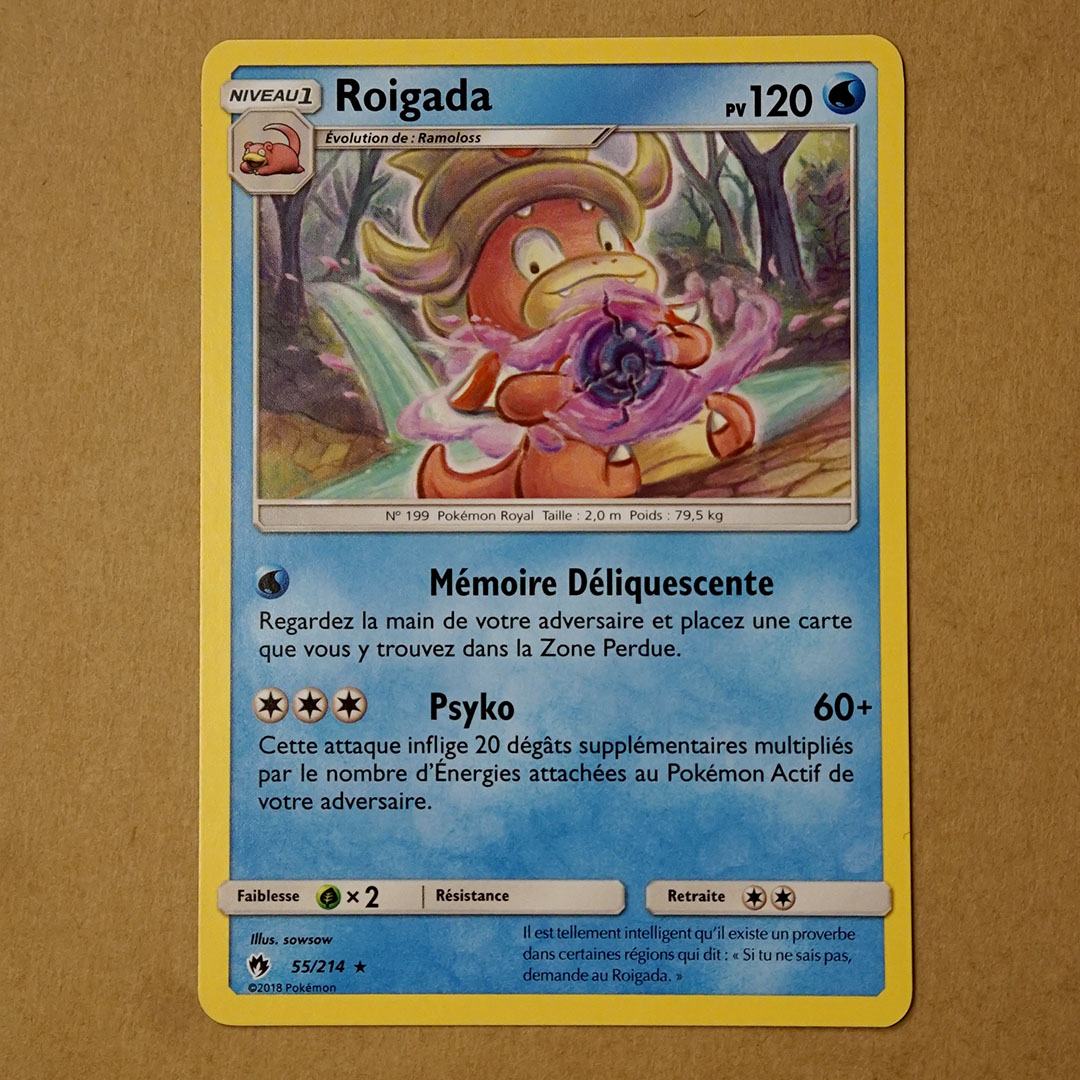 NIVEAU 1
Roigada
PV 120
Évolution de : Ramoloss
N° 199 Pokémon Royal Taille : 2,0 m Poids : 79,5 kg
Mémoire Déliquescente
Regardez la main de votre adversaire et placez une carte
que vous y trouvez dans la Zone Perdue.
Psyko 60+
Cette attaque inflige 20 dégâts supplémentaires multipliés
par le nombre d’Énergies attachées au Pokémon Actif de
votre adversaire.
Faiblesse ×2 Résistance Retraite
Illus. sowsow
55/214 ★
©2018 Pokémon
Il est tellement intelligent qu’il existe un proverbe
dans certaines régions qui dit : « Si tu ne sais pas,
demande au Roigada. »